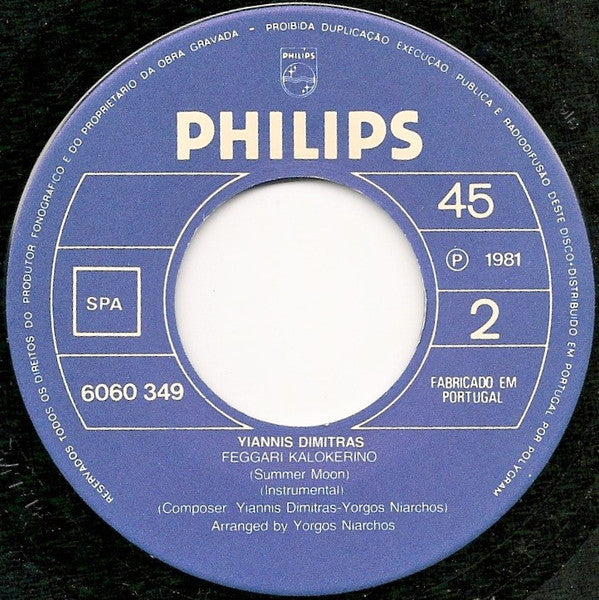 RESERVADOS TODOS OS DIREITOS DO PRODUTOR FONOGRÁFICO E DO PROPRIETÁRIO DA OBRA GRAVADA - PROIBIDA DUPLICAÇÃO EXECUÇÃO PÚBLICA E RADIODIFUSÃO DESTE DISCO • DISTRIBUÍDO EM PORTUGAL POR POLYGRAM
PHILIPS
PHILIPS
45
℗ 1981
SPA
2
6060 349
FABRICADO EM
PORTUGAL
YIANNIS DIMITRAS
FEGGARI KALOKERINO
(Summer Moon)
(Instrumental)
(Composer. Yiannis Dimitras-Yorgos Niarchos)
Arranged by Yorgos Niarchos